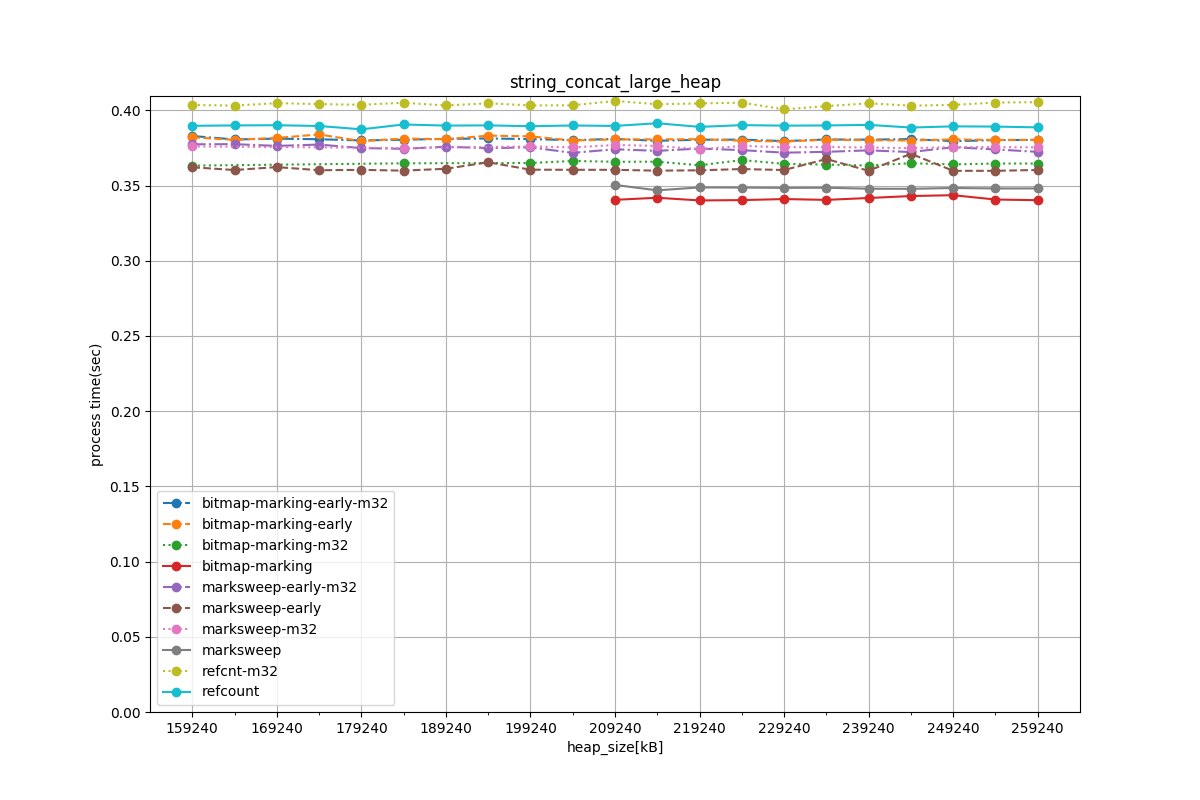 string_concat_large_heap
process time(sec)
0.40
0.35
0.30
0.25
0.20
0.15
0.10
0.05
0.00
bitmap-marking-early-m32
bitmap-marking-early
bitmap-marking-m32
bitmap-marking
marksweep-early-m32
marksweep-early
marksweep-m32
marksweep
refcnt-m32
refcount
159240 169240 179240 189240 199240 209240 219240 229240 239240 249240 259240
heap_size[kB]